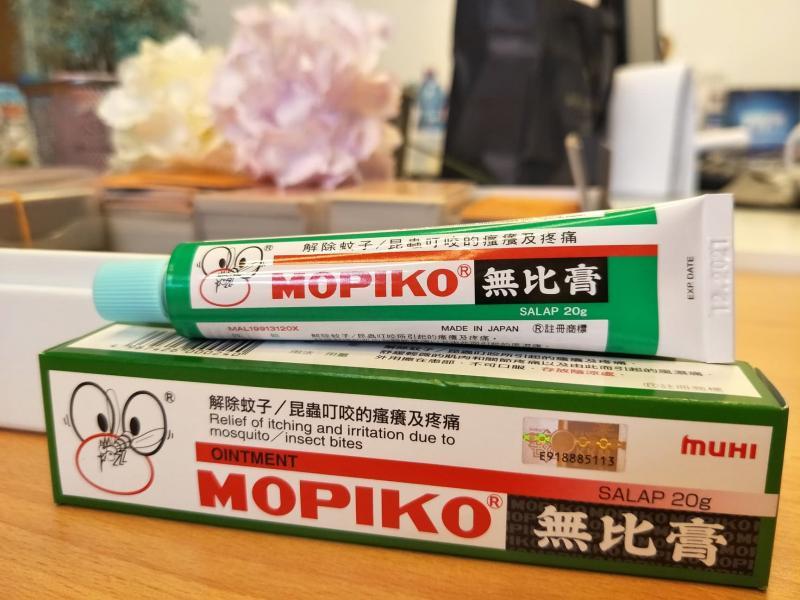 解除蚊子/昆蟲叮咬的瘙癢及疼痛
MOPIKO® 無比膏
SALAP 20g
MAL19913120X
MADE IN JAPAN ®註冊商標
EXP. DATE
12.2021
解除蚊子/昆蟲叮咬的瘙癢及疼痛
Relief of itching and irritation due to
mosquito/insect bites
OINTMENT
MOPIKO® 無比膏
E918885113
muHI
SALAP 20g